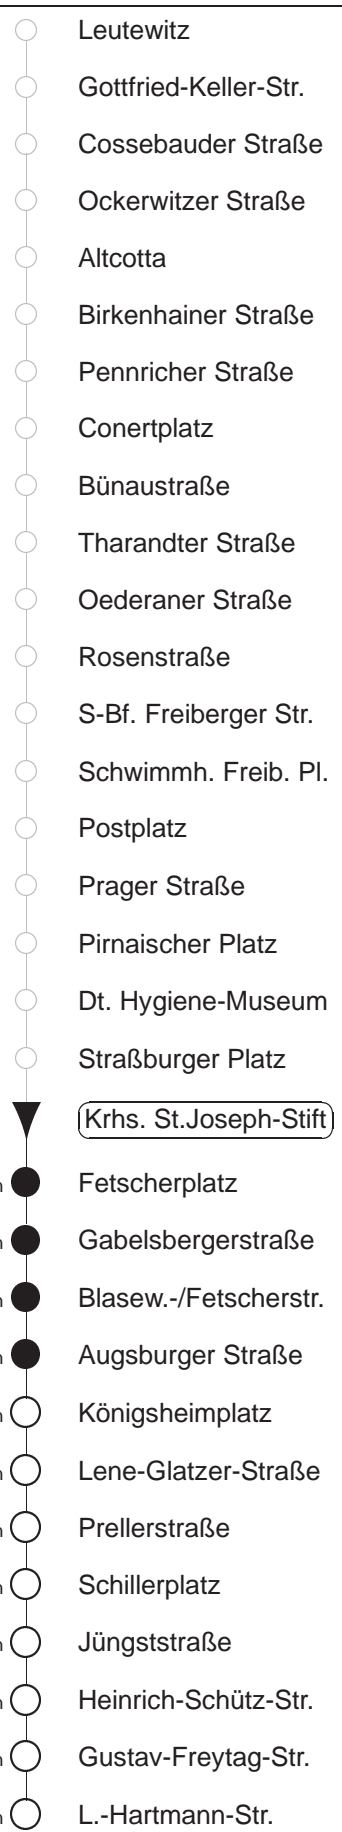 Leutewitz
Gottfried-Keller-Str.
Cossebauder Straße
Ockerwitzer Straße
Altcotta
Birkenhainer Straße
Pennricher Straße
Conertplatz
Bünaustraße
Tharandter Straße
Oederaner Straße
Rosenstraße
S-Bf. Freiberger Str.
Schwimmh. Freib. Pl.
Postplatz
Prager Straße
Pirnaischer Platz
Dt. Hygiene-Museum
Straßburger Platz
Krhs. St.Joseph-Stift
Fetscherplatz
Gabelsbergerstraße
Blasew.-/Fetscherstr.
Augsburger Straße
Königsheimplatz
Lene-Glatzer-Straße
Prellerstraße
Schillerplatz
Jüngststraße
Heinrich-Schütz-Str.
Gustav-Freytag-Str.
L.-Hartmann-Str.